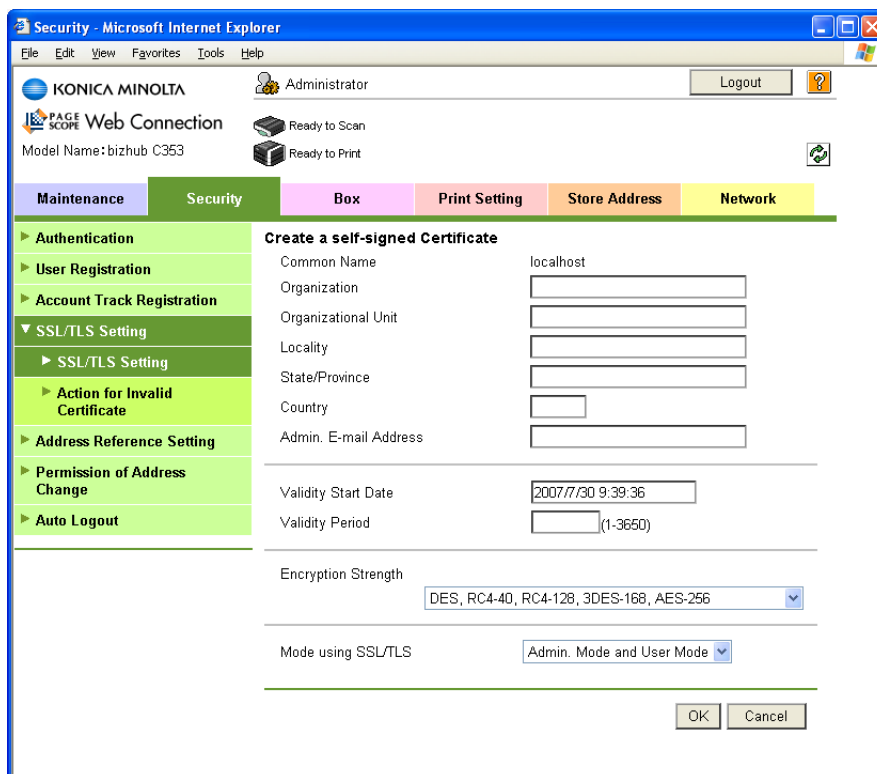 Security - Microsoft Internet Explorer
File Edit View Favorites Tools Help
KONICA MINOLTA
Administrator
Logout
?
PAGE SCOPE Web Connection
Ready to Scan
Model Name:bizhub C353
Ready to Print
Maintenance Security Box Print Setting Store Address Network
Authentication
User Registration
Account Track Registration
SSL/TLS Setting
SSL/TLS Setting
Action for Invalid
Certificate
Address Reference Setting
Permission of Address
Change
Auto Logout
Create a self-signed Certificate
Common Name localhost
Organization
Organizational Unit
Locality
State/Province
Country
Admin. E-mail Address
Validity Start Date 2007/7/30 9:39:36
Validity Period (1-3650)
Encryption Strength
DES, RC4-40, RC4-128, 3DES-168, AES-256
Mode using SSL/TLS Admin. Mode and User Mode
OK Cancel